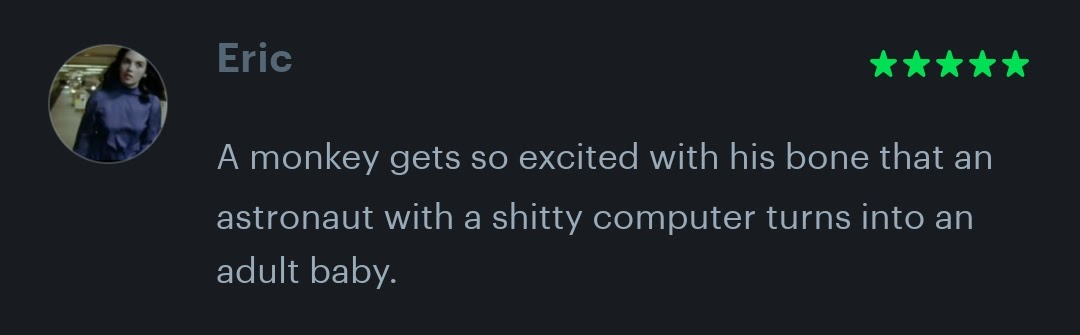 Eric
A monkey gets so excited with his bone that an
astronaut with a shitty computer turns into an
adult baby.